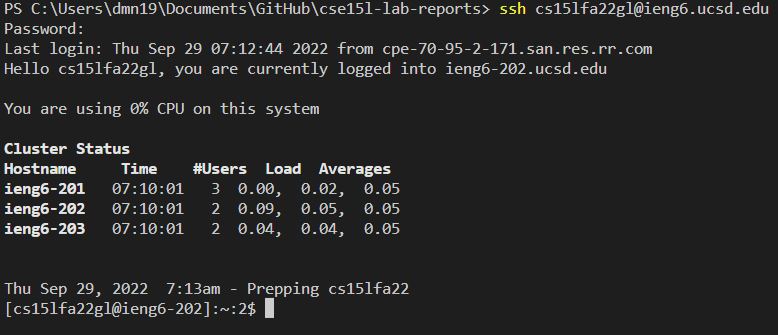 PS C:\Users\dmn19\Documents\GitHub\cse15l-lab-reports> ssh cs15lfa22gl@ieng6.ucsd.edu
Password:
Last login: Thu Sep 29 07:12:44 2022 from cpe-70-95-2-171.san.res.rr.com
Hello cs15lfa22gl, you are currently logged into ieng6-202.ucsd.edu
You are using 0% CPU on this system
Cluster Status
Hostname     Time    #Users  Load  Averages
ieng6-201   07:10:01   3  0.00,  0.02,  0.05
ieng6-202   07:10:01   2  0.09,  0.05,  0.05
ieng6-203   07:10:01   2  0.04,  0.04,  0.05
Thu Sep 29, 2022  7:13am - Prepping cs15lfa22
[cs15lfa22gl@ieng6-202]:~:2$